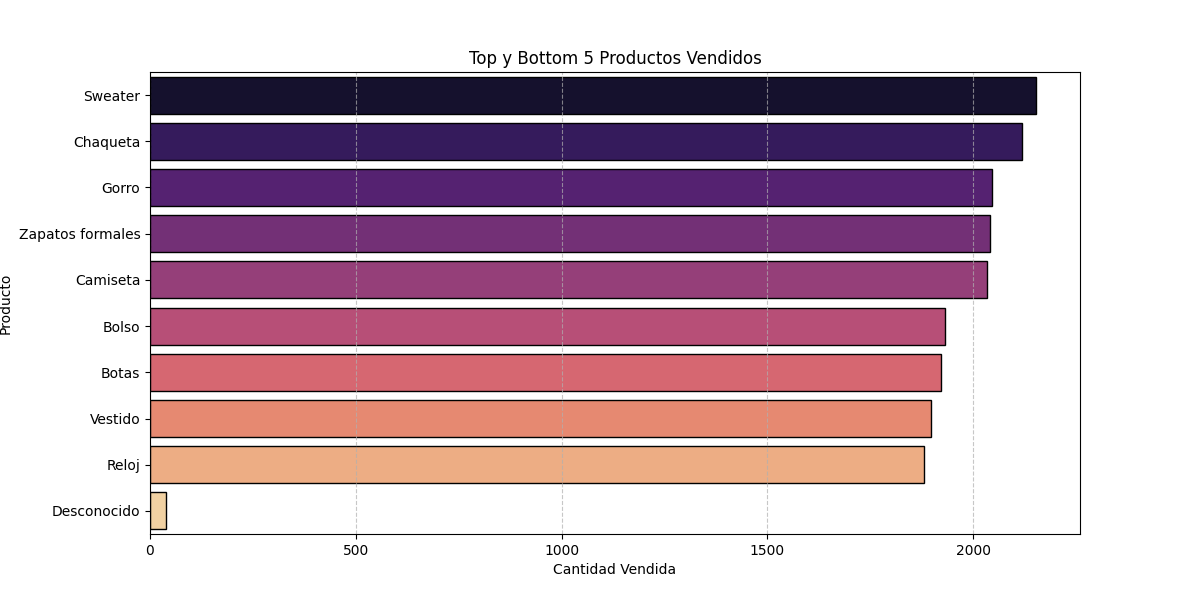 Top y Bottom 5 Productos Vendidos
Producto
Sweater
Chaqueta
Gorro
Zapatos formales
Camiseta
Bolso
Botas
Vestido
Reloj
Desconocido
0 500 1000 1500 2000
Cantidad Vendida